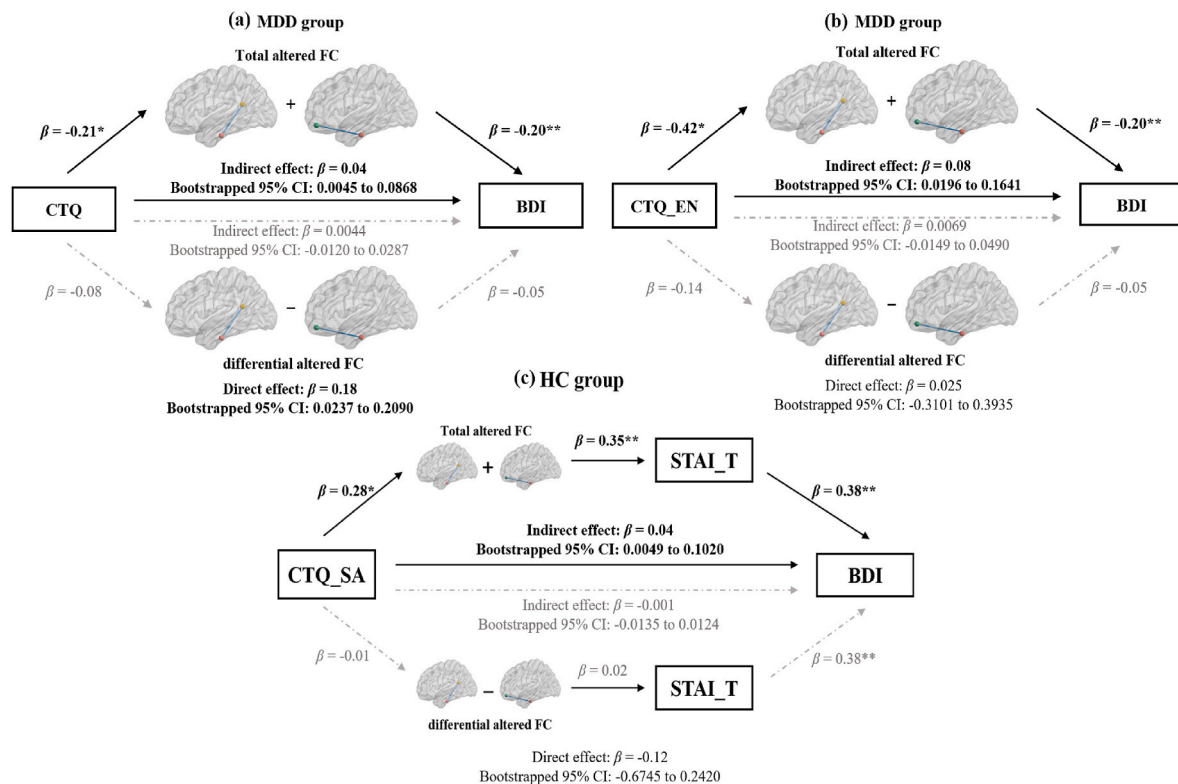 (a) MDD group
Total altered FC
+
β = -0.21*
β = -0.20**
Indirect effect: β = 0.04
Bootstrapped 95% CI: 0.0045 to 0.0868
CTQ
BDI
Indirect effect: β = 0.0044
Bootstrapped 95% CI: -0.0120 to 0.0287
β = -0.08
β = -0.05
–
differential altered FC
Direct effect: β = 0.18
Bootstrapped 95% CI: 0.0237 to 0.2090
(b) MDD group
Total altered FC
+
β = -0.42*
β = -0.20**
Indirect effect: β = 0.08
Bootstrapped 95% CI: 0.0196 to 0.1641
CTQ_EN
BDI
Indirect effect: β = 0.0069
Bootstrapped 95% CI: -0.0149 to 0.0490
β = -0.14
β = -0.05
–
differential altered FC
Direct effect: β = 0.025
Bootstrapped 95% CI: -0.3101 to 0.3935
(c) HC group
Total altered FC
+
β = 0.35**
STAI_T
β = 0.28*
β = 0.38**
Indirect effect: β = 0.04
Bootstrapped 95% CI: 0.0049 to 0.1020
CTQ_SA
BDI
Indirect effect: β = -0.001
Bootstrapped 95% CI: -0.0135 to 0.0124
β = -0.01
β = 0.38**
–
β = 0.02
STAI_T
differential altered FC
Direct effect: β = -0.12
Bootstrapped 95% CI: -0.6745 to 0.2420